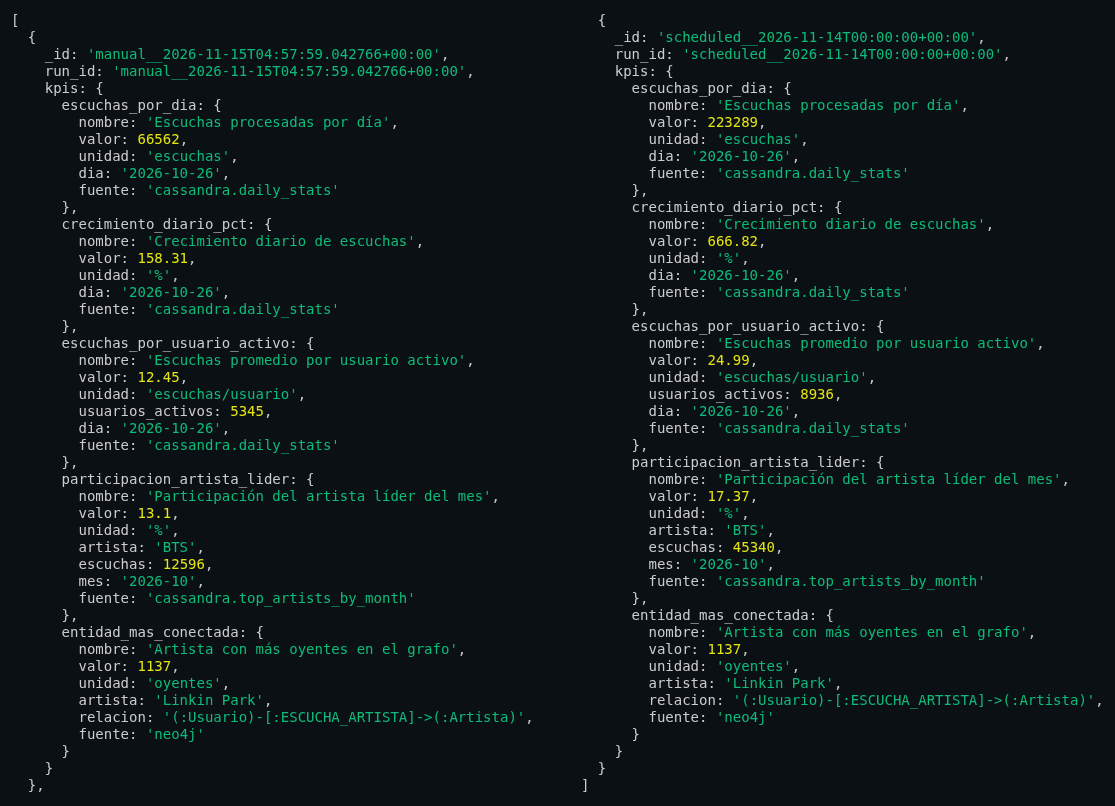 [
  {
    _id: 'manual__2026-11-15T04:57:59.042766+00:00',
    run_id: 'manual__2026-11-15T04:57:59.042766+00:00',
    kpis: {
      escuchas_por_dia: {
        nombre: 'Escuchas procesadas por día',
        valor: 66562,
        unidad: 'escuchas',
        dia: '2026-10-26',
        fuente: 'cassandra.daily_stats'
      },
      crecimiento_diario_pct: {
        nombre: 'Crecimiento diario de escuchas',
        valor: 158.31,
        unidad: '%',
        dia: '2026-10-26',
        fuente: 'cassandra.daily_stats'
      },
      escuchas_por_usuario_activo: {
        nombre: 'Escuchas promedio por usuario activo',
        valor: 12.45,
        unidad: 'escuchas/usuario',
        usuarios_activos: 5345,
        dia: '2026-10-26',
        fuente: 'cassandra.daily_stats'
      },
      participacion_artista_lider: {
        nombre: 'Participación del artista líder del mes',
        valor: 13.1,
        unidad: '%',
        artista: 'BTS',
        escuchas: 12596,
        mes: '2026-10',
        fuente: 'cassandra.top_artists_by_month'
      },
      entidad_mas_conectada: {
        nombre: 'Artista con más oyentes en el grafo',
        valor: 1137,
        unidad: 'oyentes',
        artista: 'Linkin Park',
        relacion: '(:Usuario)-[:ESCUCHA_ARTISTA]->(:Artista)',
        fuente: 'neo4j'
      }
    }
  },
  {
    _id: 'scheduled__2026-11-14T00:00:00+00:00',
    run_id: 'scheduled__2026-11-14T00:00:00+00:00',
    kpis: {
      escuchas_por_dia: {
        nombre: 'Escuchas procesadas por día',
        valor: 223289,
        unidad: 'escuchas',
        dia: '2026-10-26',
        fuente: 'cassandra.daily_stats'
      },
      crecimiento_diario_pct: {
        nombre: 'Crecimiento diario de escuchas',
        valor: 666.82,
        unidad: '%',
        dia: '2026-10-26',
        fuente: 'cassandra.daily_stats'
      },
      escuchas_por_usuario_activo: {
        nombre: 'Escuchas promedio por usuario activo',
        valor: 24.99,
        unidad: 'escuchas/usuario',
        usuarios_activos: 8936,
        dia: '2026-10-26',
        fuente: 'cassandra.daily_stats'
      },
      participacion_artista_lider: {
        nombre: 'Participación del artista líder del mes',
        valor: 17.37,
        unidad: '%',
        artista: 'BTS',
        escuchas: 45340,
        mes: '2026-10',
        fuente: 'cassandra.top_artists_by_month'
      },
      entidad_mas_conectada: {
        nombre: 'Artista con más oyentes en el grafo',
        valor: 1137,
        unidad: 'oyentes',
        artista: 'Linkin Park',
        relacion: '(:Usuario)-[:ESCUCHA_ARTISTA]->(:Artista)',
        fuente: 'neo4j'
      }
    }
  }
]